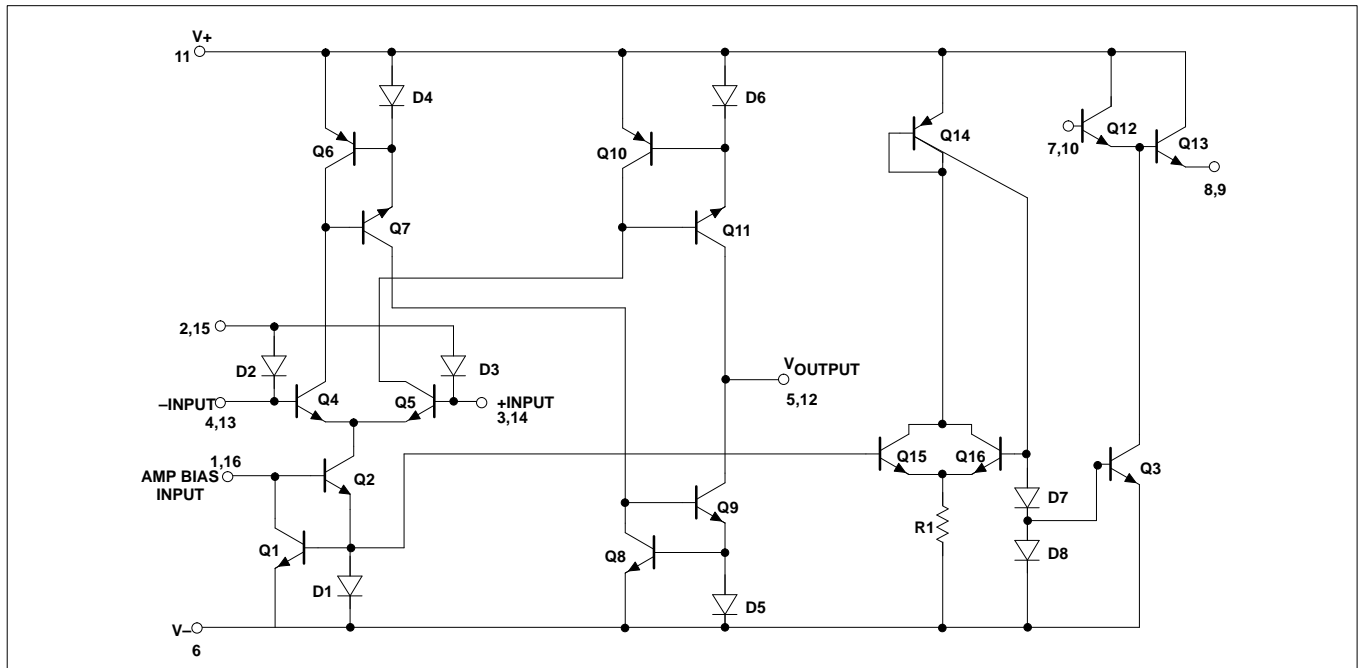 V+
11
D4
D6
Q6
Q10
Q14
Q12
Q13
7,10
8,9
Q7
Q11
2,15
D2
D3
VOUTPUT
5,12
–INPUT
4,13
Q4
Q5
+INPUT
3,14
AMP BIAS
INPUT
1,16
Q2
Q15
Q16
Q3
D7
Q9
R1
Q1
Q8
D8
D1
D5
V–
6